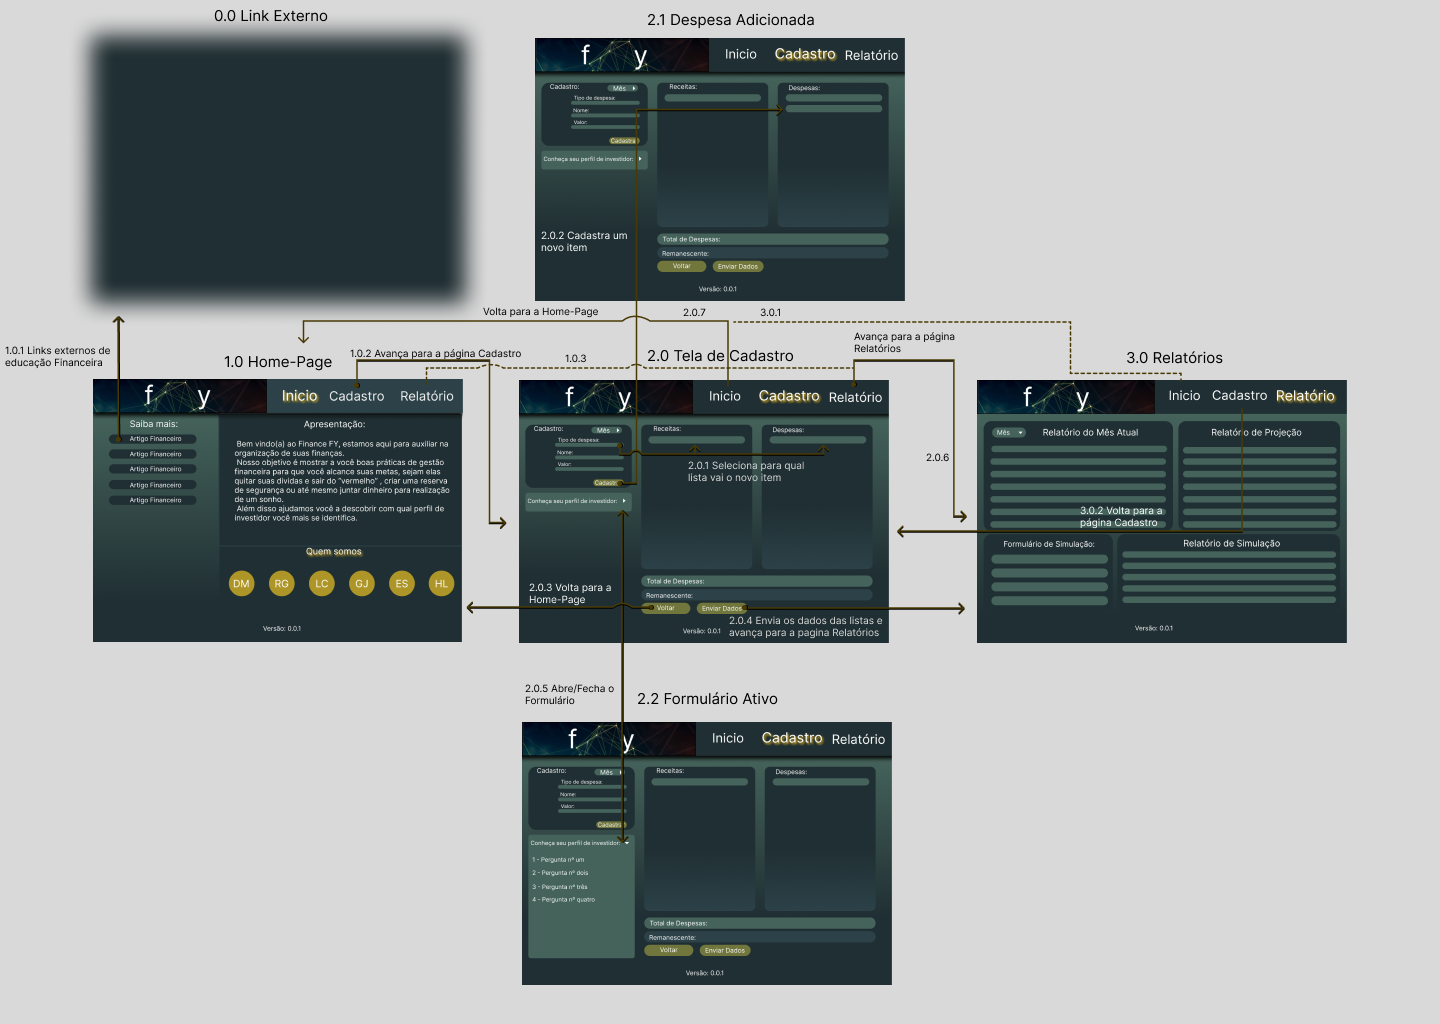 0.0 Link Externo
2.1 Despesa Adicionada
f y
Inicio
Cadastro
Relatório
Cadastro:
Mês
Tipo de despesa:
Nome:
Valor:
Cadastrar
Conheça seu perfil de investidor:
Receitas:
Despesas:
2.0.2 Cadastra um
novo item
Total de Despesas:
Remanescente:
Voltar
Enviar Dados
Versão: 0.0.1
Volta para a Home-Page
2.0.7
3.0.1
1.0.1 Links externos de
educação Financeira
1.0 Home-Page
1.0.2 Avança para a página Cadastro
1.0.3
2.0 Tela de Cadastro
Avança para a página
Relatórios
3.0 Relatórios
f y
Inicio
Cadastro
Relatório
Saiba mais:
Artigo Financeiro
Artigo Financeiro
Artigo Financeiro
Artigo Financeiro
Artigo Financeiro
Apresentação:
Bem vindo(a) ao Finance FY, estamos aqui para auxiliar na
organização de suas finanças.
Nosso objetivo é mostrar a você boas práticas de gestão
financeira para que você alcance suas metas, sejam elas
quitar suas dividas e sair do "vermelho" , criar uma reserva
de segurança ou até mesmo juntar dinheiro para realização
de um sonho.
Além disso ajudamos você a descobrir com qual perfil de
investidor você mais se identifica.
Quem somos
DM
RG
LC
GJ
ES
HL
Versão: 0.0.1
f y
Inicio
Cadastro
Relatório
Cadastro:
Mês
Tipo de despesa:
Nome:
Valor:
Cadastrar
Conheça seu perfil de investidor:
Receitas:
Despesas:
2.0.1 Seleciona para qual
lista vai o novo item
Total de Despesas:
Remanescente:
2.0.3 Volta para a
Home-Page
Voltar
Enviar Dados
2.0.4 Envia os dados das listas e
avança para a pagina Relatórios
Versão: 0.0.1
2.0.6
f y
Inicio
Cadastro
Relatório
Mês
Relatório do Mês Atual
Relatório de Projeção
3.0.2 Volta para a
página Cadastro
Formulário de Simulação:
Relatório de Simulação
Versão: 0.0.1
2.0.5 Abre/Fecha o
Formulário
2.2 Formulário Ativo
f y
Inicio
Cadastro
Relatório
Cadastro:
Mês
Tipo de despesa:
Nome:
Valor:
Cadastrar
Conheça seu perfil de investidor:
1 - Pergunta nº um
2 - Pergunta nº dois
3 - Pergunta nº três
4 - Pergunta nº quatro
Receitas:
Despesas:
Total de Despesas:
Remanescente:
Voltar
Enviar Dados
Versão: 0.0.1